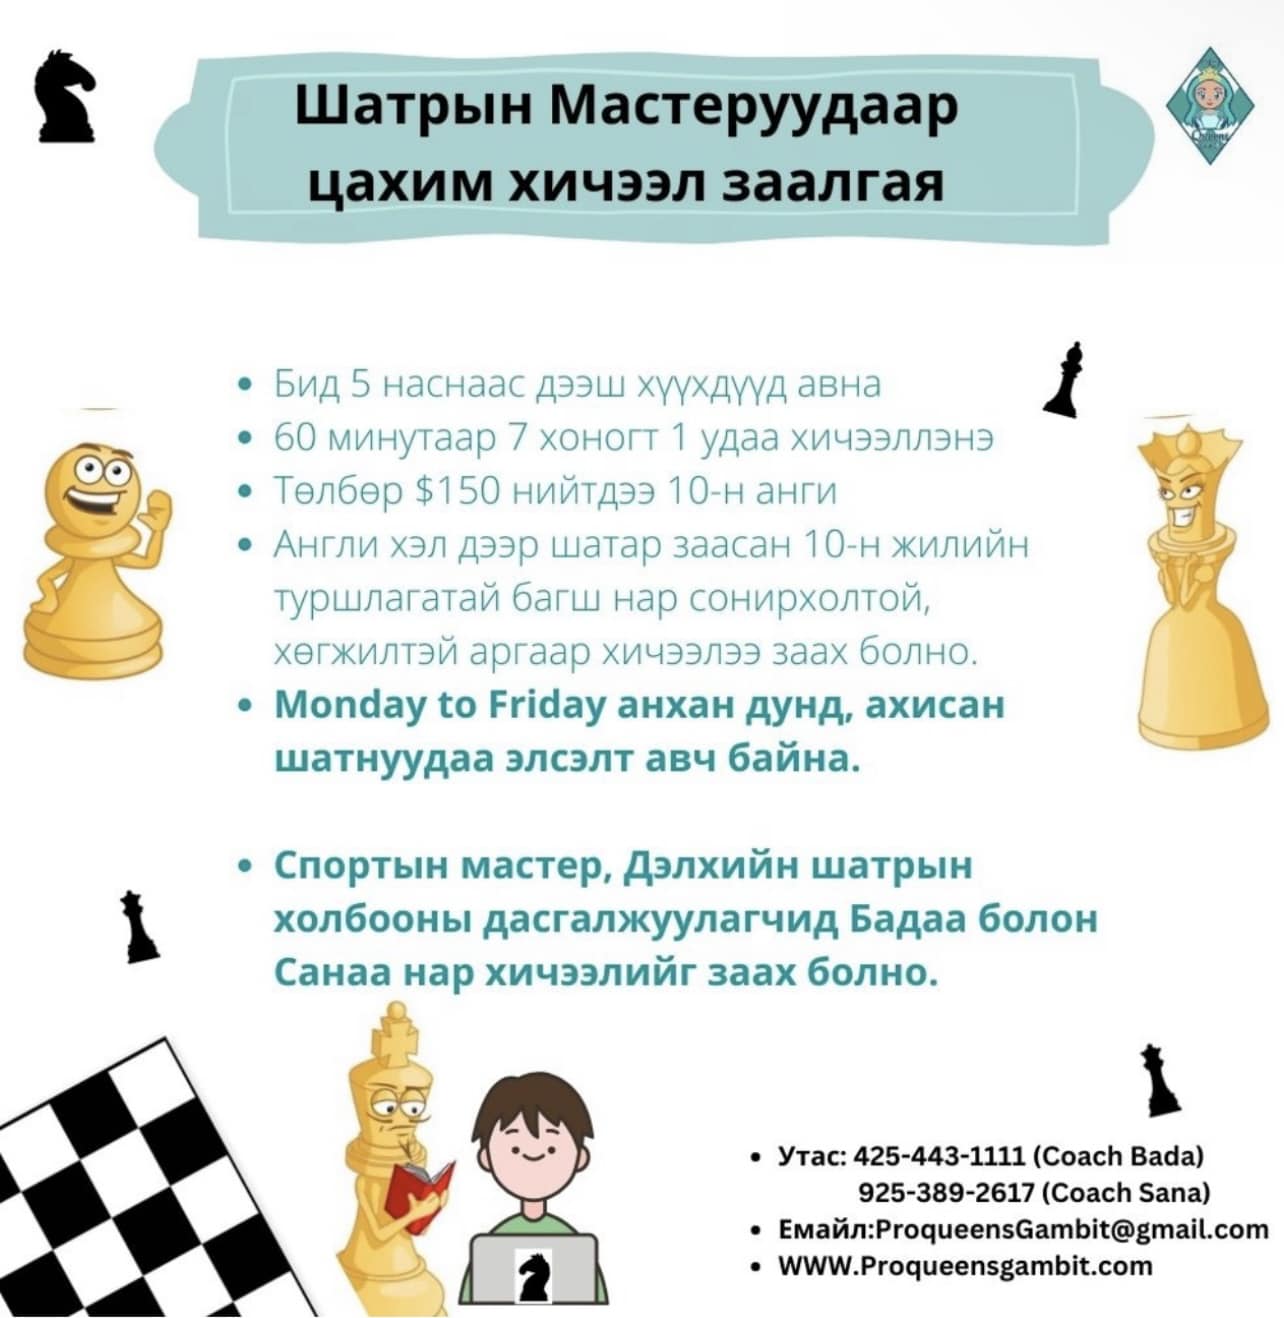 Шатрын Мастеруудаар
цахим хичээл заалгая
Queens
• Бид 5 наснаас дээш хүүхдүүд авна
• 60 минутаар 7 хоногт 1 удаа хичээллэнэ
• Төлбөр $150 нийтдээ 10-н анги
• Англи хэл дээр шатар заасан 10-н жилийн
туршлагатай багш нар сонирхолтой,
хөгжилтэй аргаар хичээлээ заах болно.
• Monday to Friday анхан дунд, ахисан
шатнуудаа элсэлт авч байна.
• Спортын мастер, Дэлхийн шатрын
холбооны дасгалжуулагчид Бадаа болон
Санаа нар хичээлийг заах болно.
• Утас: 425-443-1111 (Coach Bada)
925-389-2617 (Coach Sana)
• Емайл:ProqueensGambit@gmail.com
• WWW.Proqueensgambit.com